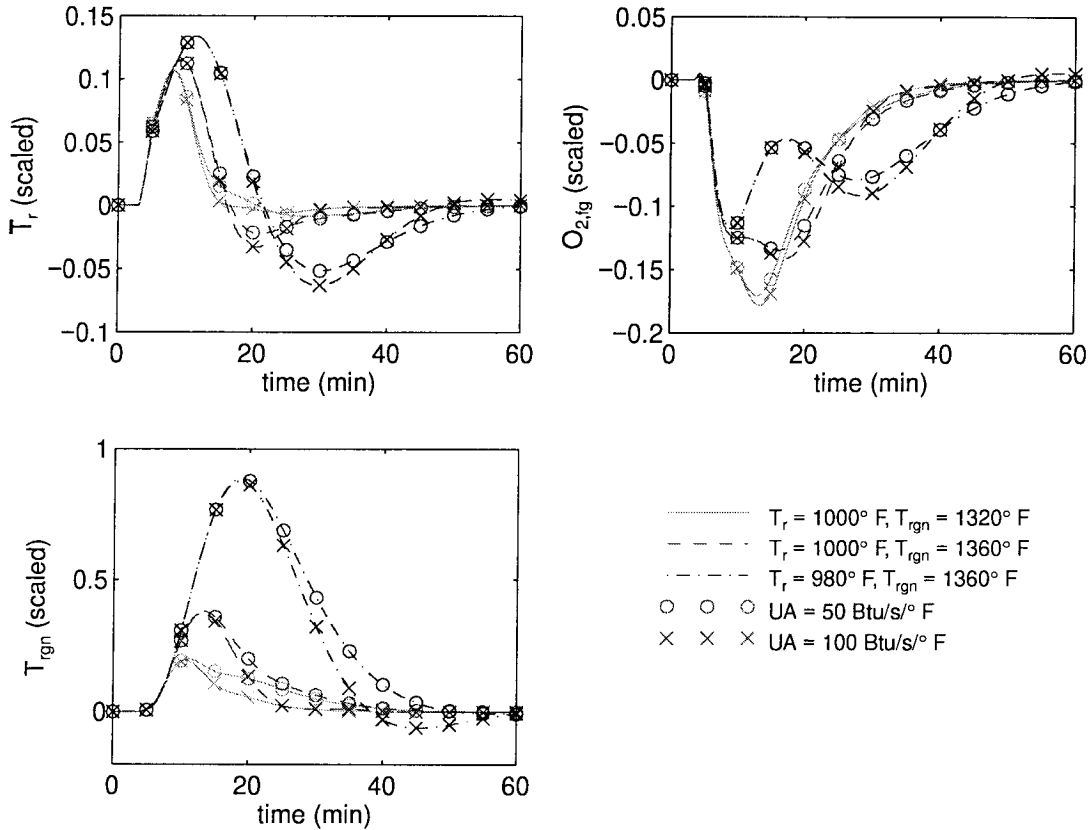 0.15
0.1
0.05
0
−0.05
−0.1
T_r (scaled)
0 20 40 60
time (min)
0.05
0
−0.05
−0.1
−0.15
−0.2
O_2,fg (scaled)
0 20 40 60
time (min)
1
0.5
0
T_rgn (scaled)
0 20 40 60
time (min)
T_r = 1000° F, T_rgn = 1320° F
T_r = 1000° F, T_rgn = 1360° F
T_r = 980° F, T_rgn = 1360° F
UA = 50 Btu/s/° F
UA = 100 Btu/s/° F